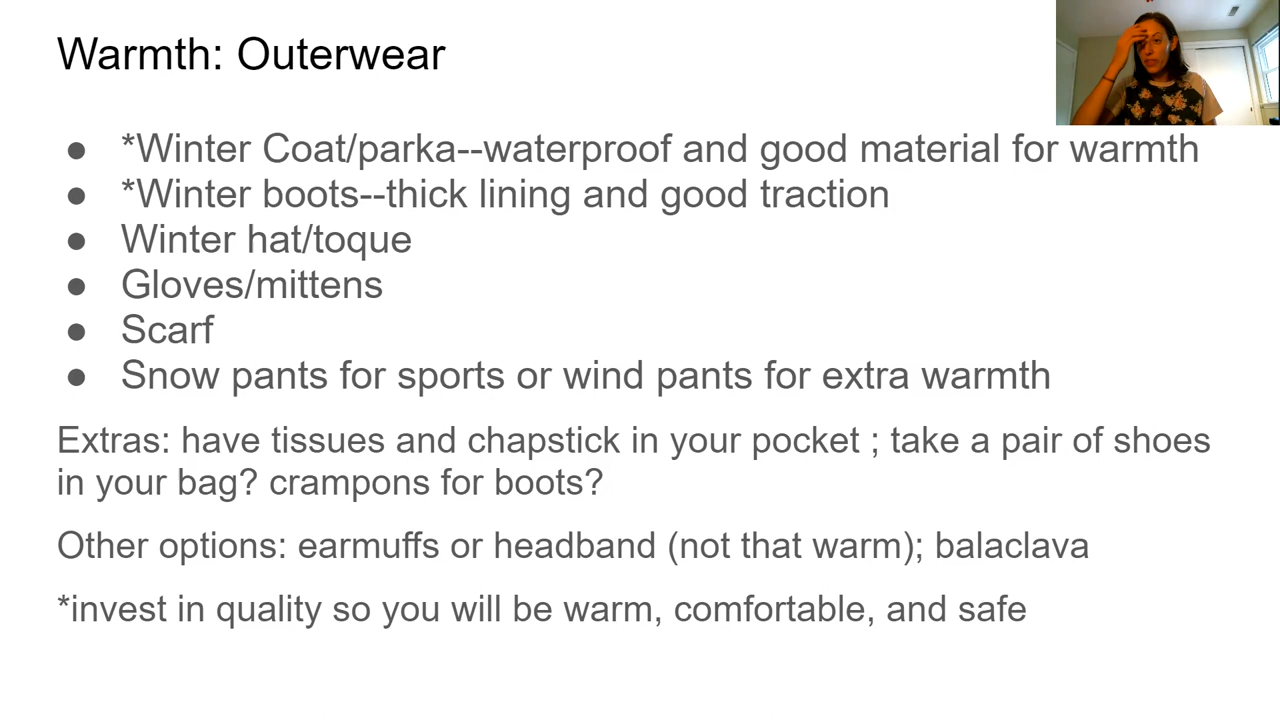 Warmth: Outerwear
● *Winter Coat/parka--waterproof and good material for warmth
● *Winter boots--thick lining and good traction
● Winter hat/toque
● Gloves/mittens
● Scarf
● Snow pants for sports or wind pants for extra warmth
Extras: have tissues and chapstick in your pocket ; take a pair of shoes
in your bag? crampons for boots?
Other options: earmuffs or headband (not that warm); balaclava
*invest in quality so you will be warm, comfortable, and safe